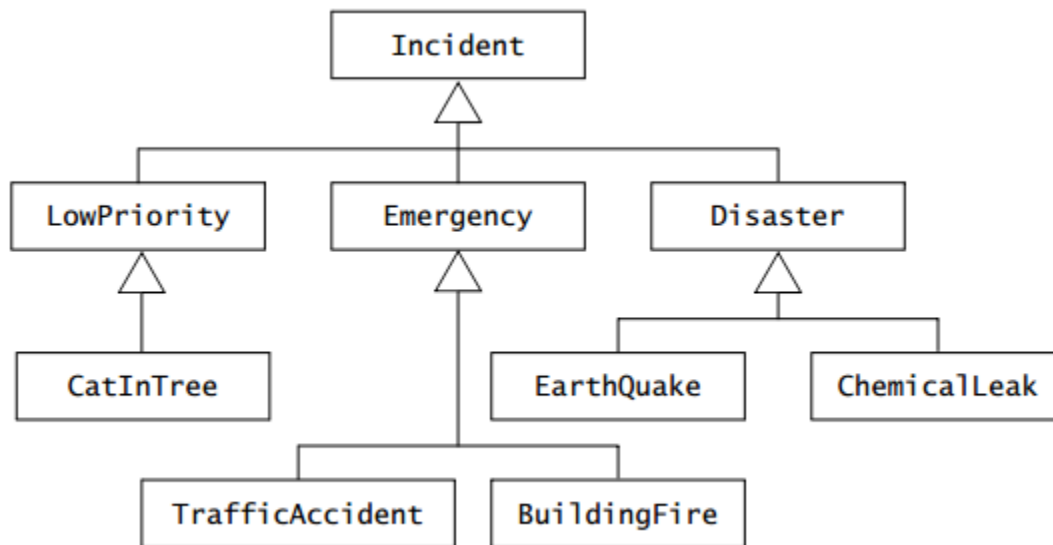 Incident
LowPriority
Emergency
Disaster
CatInTree
EarthQuake
ChemicalLeak
TrafficAccident
BuildingFire